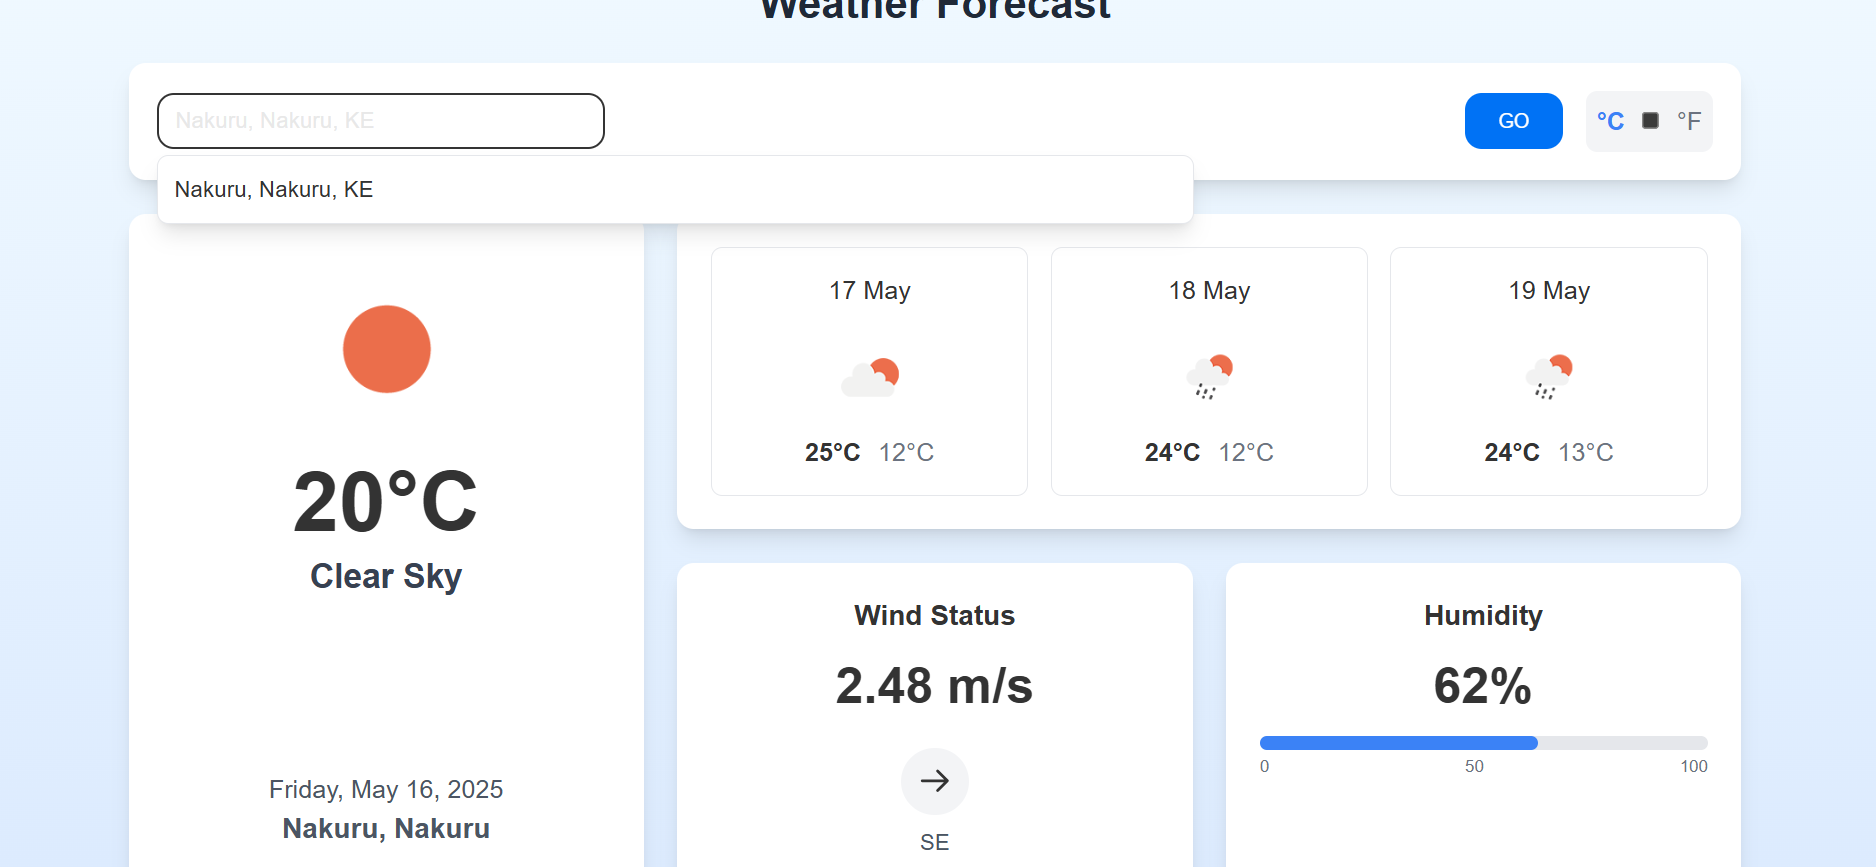 Weather Forecast
Nakuru, Nakuru, KE
GO
°C
°F
Nakuru, Nakuru, KE
20°C
Clear Sky
Friday, May 16, 2025
Nakuru, Nakuru
17 May
25°C 12°C
18 May
24°C 12°C
19 May
24°C 13°C
Wind Status
2.48 m/s
SE
Humidity
62%
0 50 100